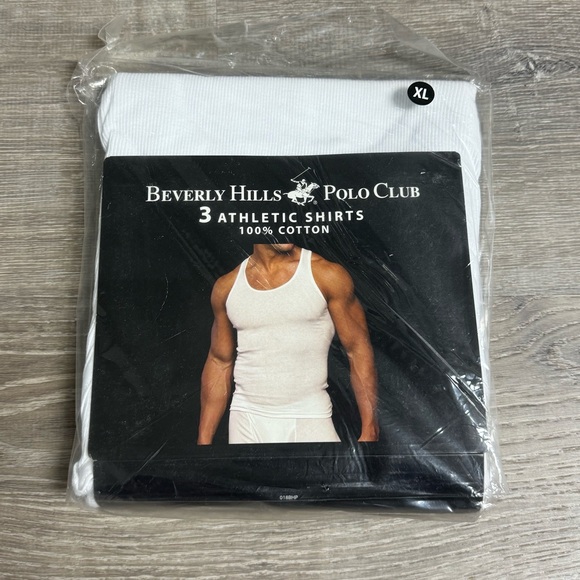 XL
BEVERLY HILLS POLO CLUB
3 ATHLETIC SHIRTS
100% COTTON